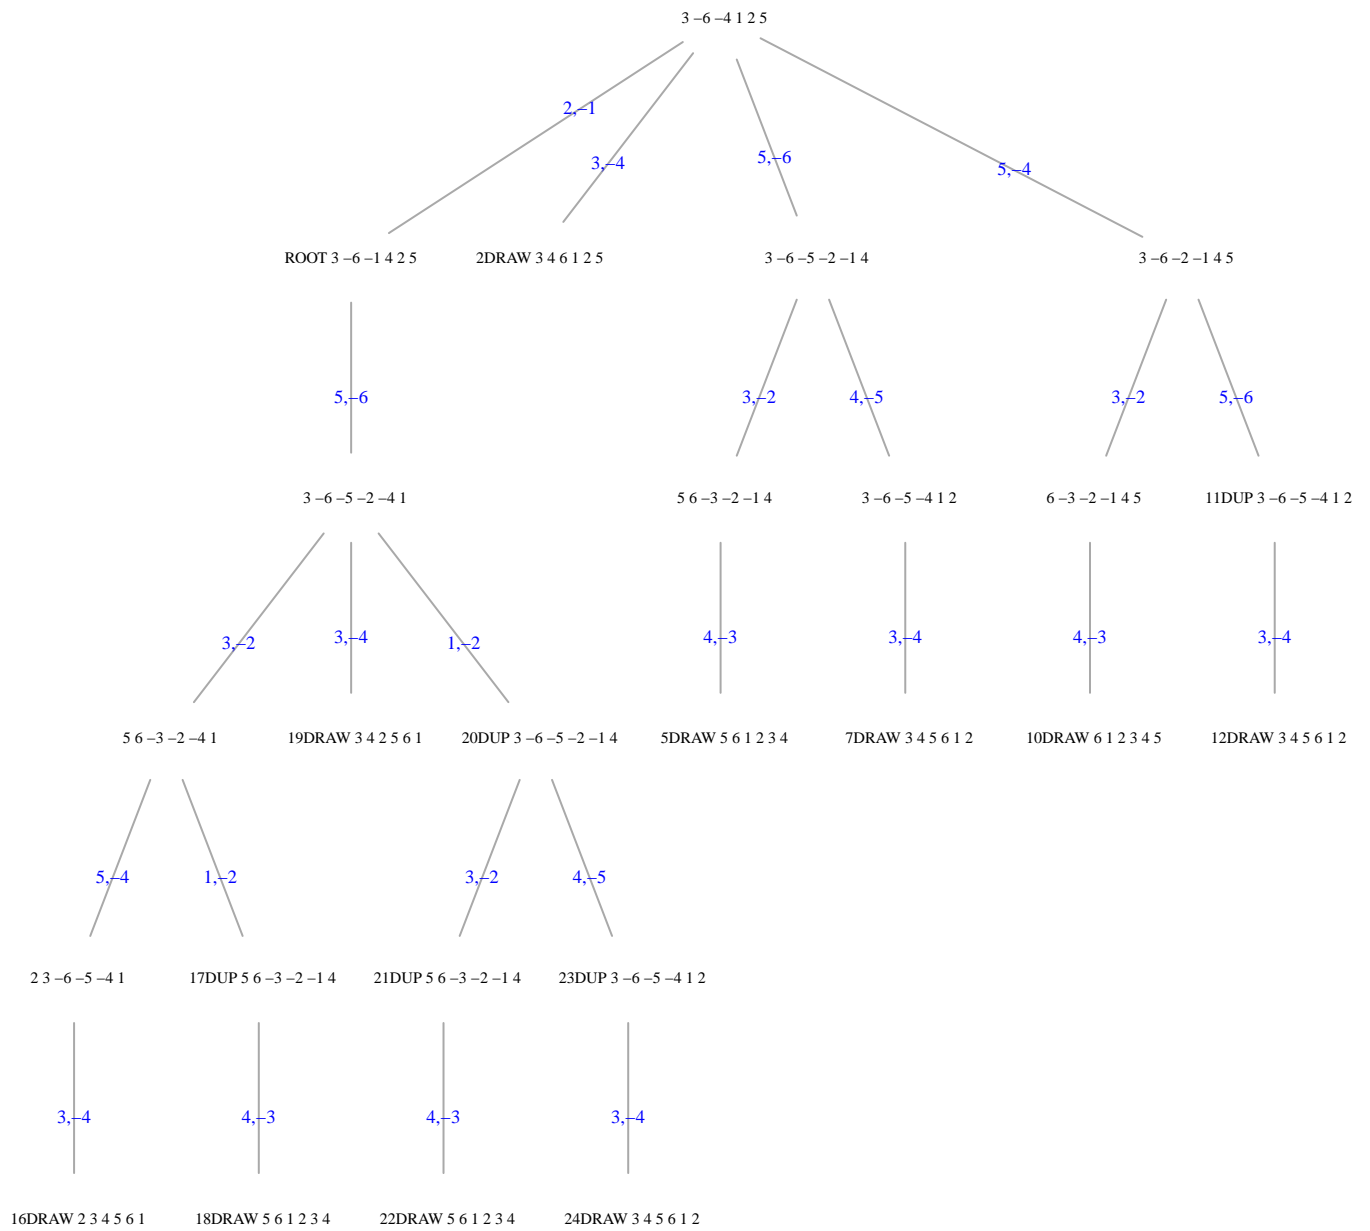 3 –6 –4 1 2 5
2,–1
3,–4
5,–6
5,–4
ROOT 3 –6 –1 4 2 5
2DRAW 3 4 6 1 2 5
3 –6 –5 –2 –1 4
3 –6 –2 –1 4 5
5,–6
3,–2
4,–5
3,–2
5,–6
3 –6 –5 –2 –4 1
5 6 –3 –2 –1 4
3 –6 –5 –4 1 2
6 –3 –2 –1 4 5
11DUP 3 –6 –5 –4 1 2
3,–2
3,–4
1,–2
4,–3
3,–4
4,–3
3,–4
5 6 –3 –2 –4 1
19DRAW 3 4 2 5 6 1
20DUP 3 –6 –5 –2 –1 4
5DRAW 5 6 1 2 3 4
7DRAW 3 4 5 6 1 2
10DRAW 6 1 2 3 4 5
12DRAW 3 4 5 6 1 2
5,–4
1,–2
3,–2
4,–5
2 3 –6 –5 –4 1
17DUP 5 6 –3 –2 –1 4
21DUP 5 6 –3 –2 –1 4
23DUP 3 –6 –5 –4 1 2
3,–4
4,–3
4,–3
3,–4
16DRAW 2 3 4 5 6 1
18DRAW 5 6 1 2 3 4
22DRAW 5 6 1 2 3 4
24DRAW 3 4 5 6 1 2